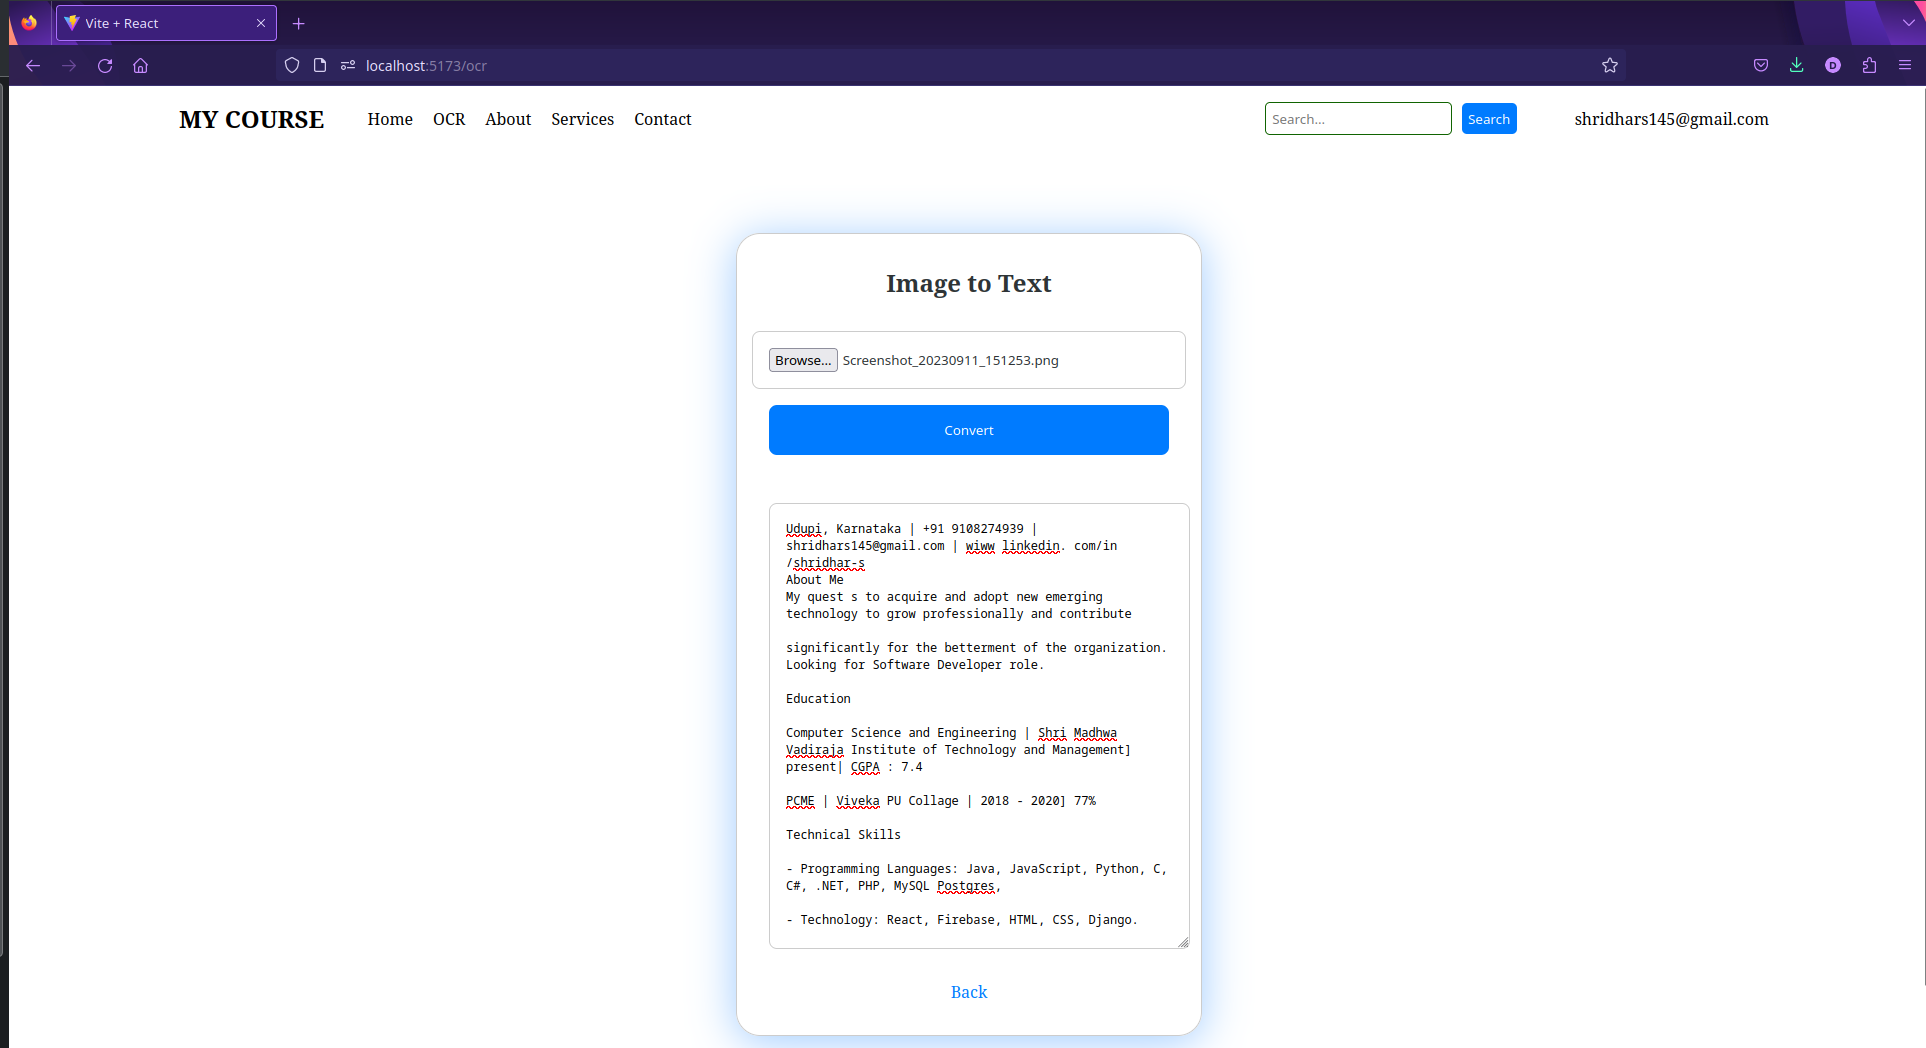 Vite + React
localhost:5173/ocr
D
MY COURSE
Home
OCR
About
Services
Contact
Search...
Search
shridhars145@gmail.com
Image to Text
Browse...
Screenshot_20230911_151253.png
Convert
Udupi, Karnataka | +91 9108274939 |
shridhars145@gmail.com | wiww linkedin. com/in
/shridhar-s
About Me
My quest s to acquire and adopt new emerging
technology to grow professionally and contribute
significantly for the betterment of the organization.
Looking for Software Developer role.
Education
Computer Science and Engineering | Shri Madhwa
Vadiraja Institute of Technology and Management]
present| CGPA : 7.4
PCME | Viveka PU Collage | 2018 - 2020] 77%
Technical Skills
- Programming Languages: Java, JavaScript, Python, C,
C#, .NET, PHP, MySQL Postgres,
- Technology: React, Firebase, HTML, CSS, Django.
Back